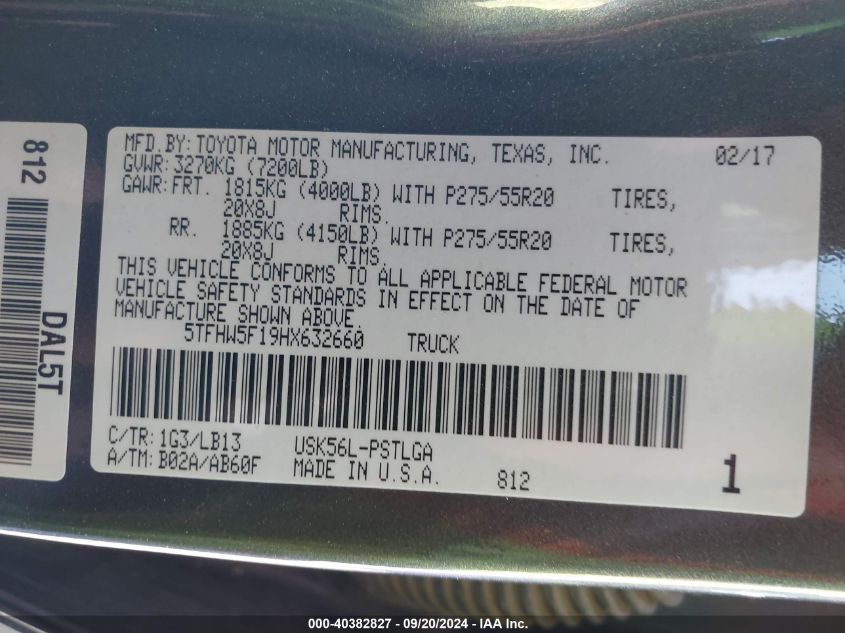 812
DAL5T
MFD.BY: TOYOTA MOTOR MANUFACTURING, TEXAS, INC. 02/17
GVWR: 3270KG (7200LB)
GAWR: FRT. 1815KG (4000LB) WITH P275/55R20 TIRES,
20X8J RIMS.
RR. 1885KG (4150LB) WITH P275/55R20 TIRES,
20X8J RIMS.
THIS VEHICLE CONFORMS TO ALL APPLICABLE FEDERAL MOTOR
VEHICLE SAFETY STANDARDS IN EFFECT ON THE DATE OF
MANUFACTURE SHOWN ABOVE.
5TFHW5F19HX632660 TRUCK
C/TR: 1G3/LB13 USK56L-PSTLGA
A/TM: B02A/AB60F MADE IN U.S.A. 812 1
000-40382827 - 09/20/2024 - IAA Inc.